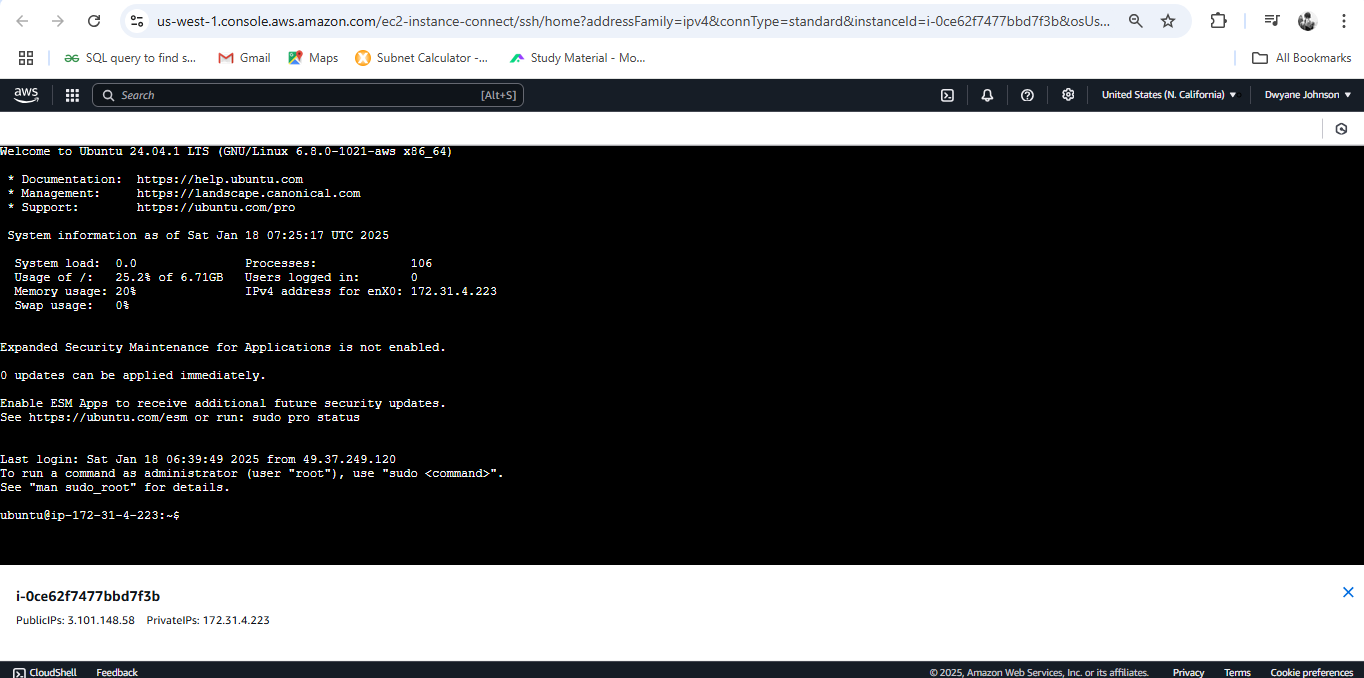 us-west-1.console.aws.amazon.com/ec2-instance-connect/ssh/home?addressFamily=ipv4&connType=standard&instanceId=i-0ce62f7477bbd7f3b&osUs...
SQL query to find s... Gmail Maps Subnet Calculator -... Study Material - Mo... All Bookmarks
aws Search [Alt+S] United States (N. California) Dwyane Johnson
Welcome to Ubuntu 24.04.1 LTS (GNU/Linux 6.8.0-1021-aws x86_64)
* Documentation: https://help.ubuntu.com
* Management: https://landscape.canonical.com
* Support: https://ubuntu.com/pro
System information as of Sat Jan 18 07:25:17 UTC 2025
System load: 0.0 Processes: 106
Usage of /: 25.2% of 6.71GB Users logged in: 0
Memory usage: 20% IPv4 address for enX0: 172.31.4.223
Swap usage: 0%
Expanded Security Maintenance for Applications is not enabled.
0 updates can be applied immediately.
Enable ESM Apps to receive additional future security updates.
See https://ubuntu.com/esm or run: sudo pro status
Last login: Sat Jan 18 06:39:49 2025 from 49.37.249.120
To run a command as administrator (user "root"), use "sudo <command>".
See "man sudo_root" for details.
ubuntu@ip-172-31-4-223:~$
i-0ce62f7477bbd7f3b
PublicIPs: 3.101.148.58 PrivateIPs: 172.31.4.223
CloudShell Feedback © 2025, Amazon Web Services, Inc. or its affiliates. Privacy Terms Cookie preferences